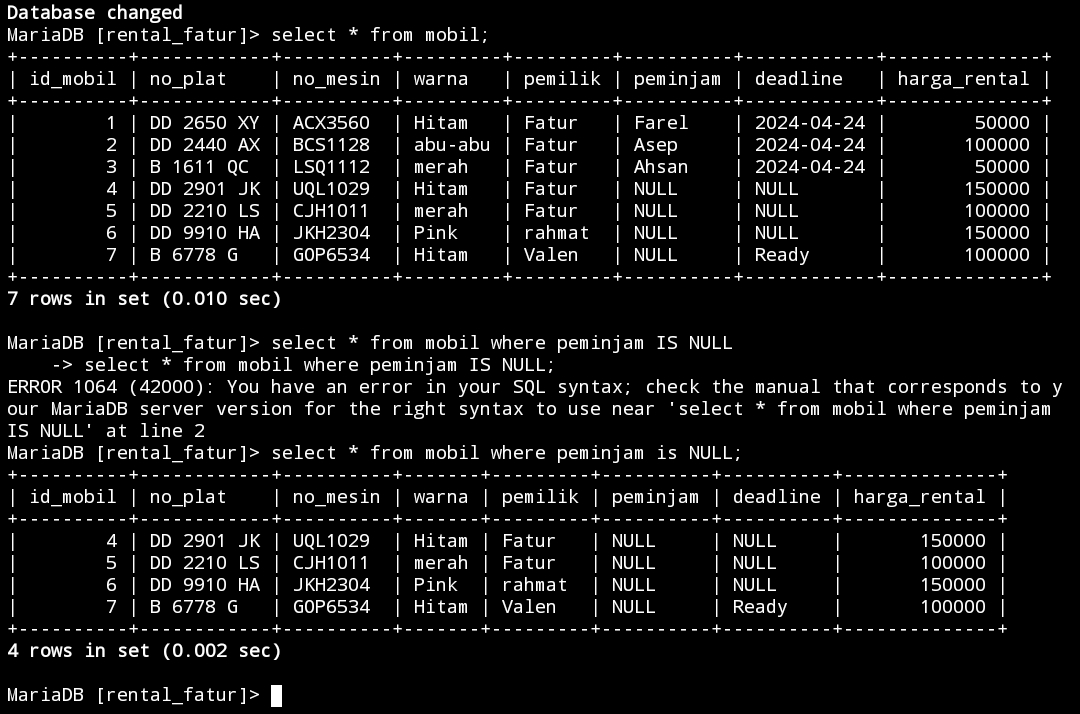 Database changed
MariaDB [rental_fatur]> select * from mobil;
+----------+------------+----------+---------+---------+----------+------------+--------------+
| id_mobil | no_plat    | no_mesin | warna   | pemilik | peminjam | deadline   | harga_rental |
+----------+------------+----------+---------+---------+----------+------------+--------------+
|        1 | DD 2650 XY | ACX3560  | Hitam   | Fatur   | Farel    | 2024-04-24 |        50000 |
|        2 | DD 2440 AX | BCS1128  | abu-abu | Fatur   | Asep     | 2024-04-24 |       100000 |
|        3 | B 1611 QC  | LSQ1112  | merah   | Fatur   | Ahsan    | 2024-04-24 |        50000 |
|        4 | DD 2901 JK | UQL1029  | Hitam   | Fatur   | NULL     | NULL       |       150000 |
|        5 | DD 2210 LS | CJH1011  | merah   | Fatur   | NULL     | NULL       |       100000 |
|        6 | DD 9910 HA | JKH2304  | Pink    | rahmat  | NULL     | NULL       |       150000 |
|        7 | B 6778 G   | GOP6534  | Hitam   | Valen   | NULL     | Ready      |       100000 |
+----------+------------+----------+---------+---------+----------+------------+--------------+
7 rows in set (0.010 sec)
MariaDB [rental_fatur]> select * from mobil where peminjam IS NULL
    -> select * from mobil where peminjam IS NULL;
ERROR 1064 (42000): You have an error in your SQL syntax; check the manual that corresponds to y
our MariaDB server version for the right syntax to use near 'select * from mobil where peminjam
IS NULL' at line 2
MariaDB [rental_fatur]> select * from mobil where peminjam is NULL;
+----------+------------+----------+-------+---------+----------+----------+--------------+
| id_mobil | no_plat    | no_mesin | warna | pemilik | peminjam | deadline | harga_rental |
+----------+------------+----------+-------+---------+----------+----------+--------------+
|        4 | DD 2901 JK | UQL1029  | Hitam | Fatur   | NULL     | NULL     |       150000 |
|        5 | DD 2210 LS | CJH1011  | merah | Fatur   | NULL     | NULL     |       100000 |
|        6 | DD 9910 HA | JKH2304  | Pink  | rahmat  | NULL     | NULL     |       150000 |
|        7 | B 6778 G   | GOP6534  | Hitam | Valen   | NULL     | Ready    |       100000 |
+----------+------------+----------+-------+---------+----------+----------+--------------+
4 rows in set (0.002 sec)
MariaDB [rental_fatur]>